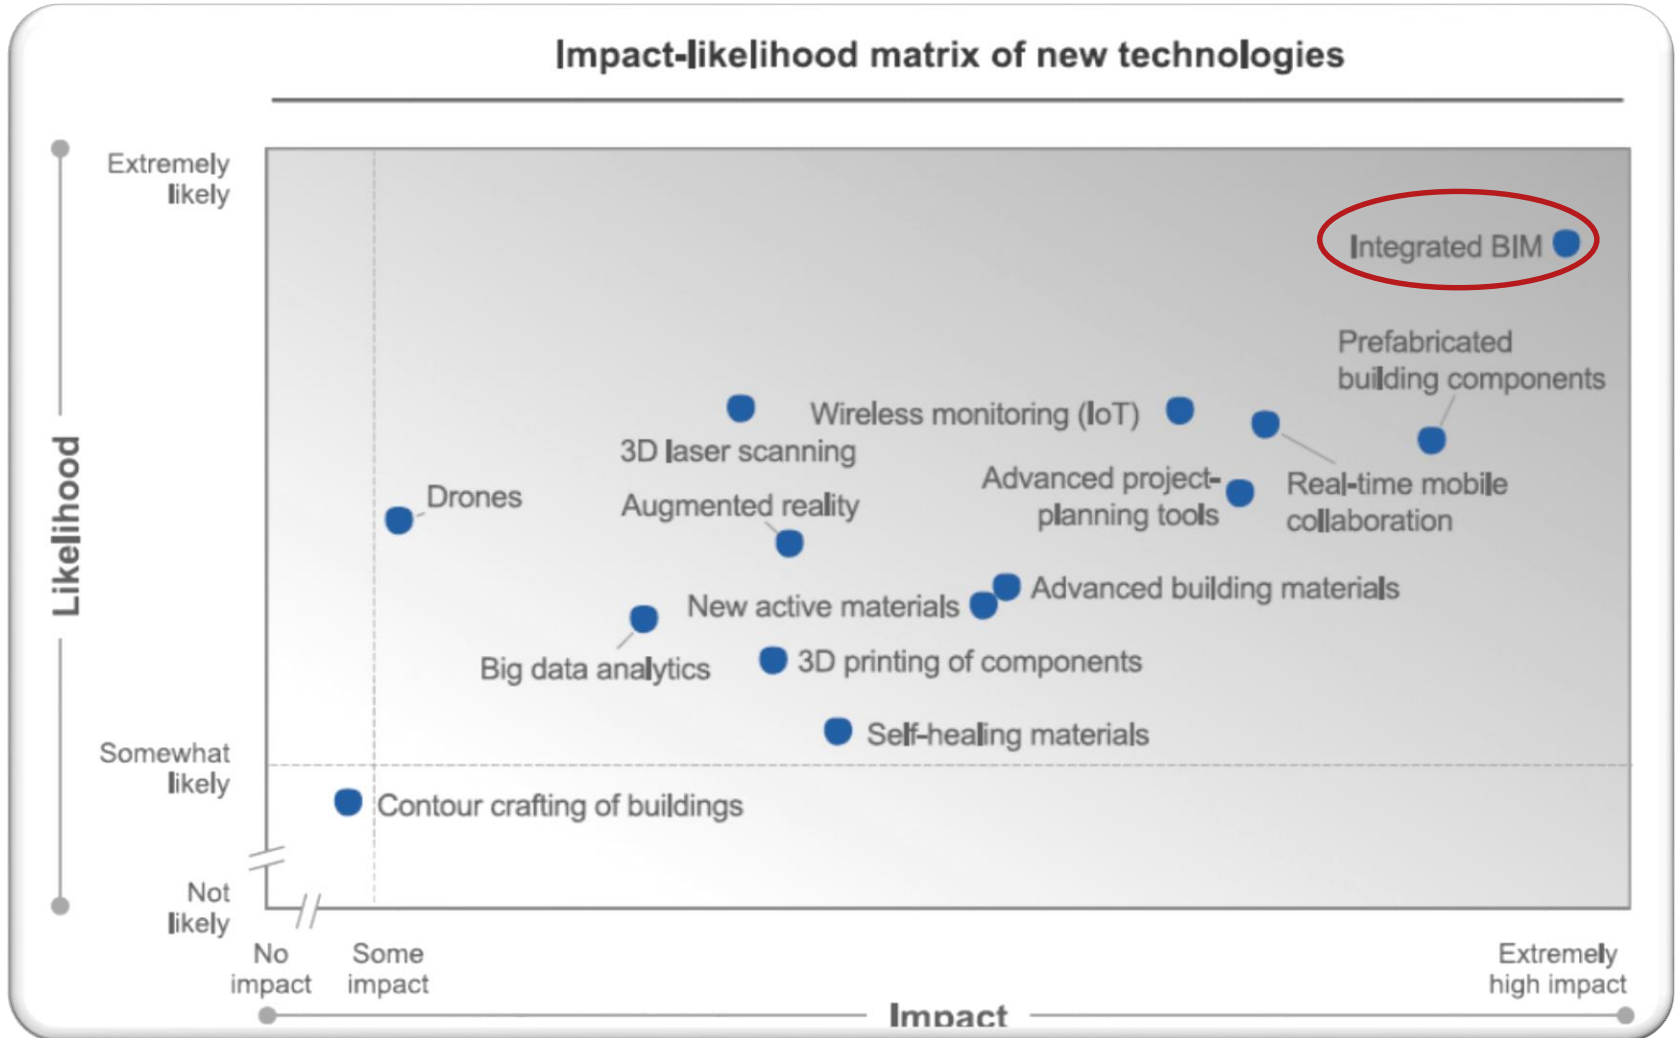 Impact-likelihood matrix of new technologies
Extremely
likely
Integrated BIM
Prefabricated
building components
Wireless monitoring (IoT)
3D laser scanning
Advanced project-
planning tools
Real-time mobile
collaboration
Drones
Augmented reality
Likelihood
Advanced building materials
New active materials
Big data analytics
3D printing of components
Self-healing materials
Somewhat
likely
Contour crafting of buildings
Not
likely
No
impact
Some
impact
Extremely
high impact
Impact